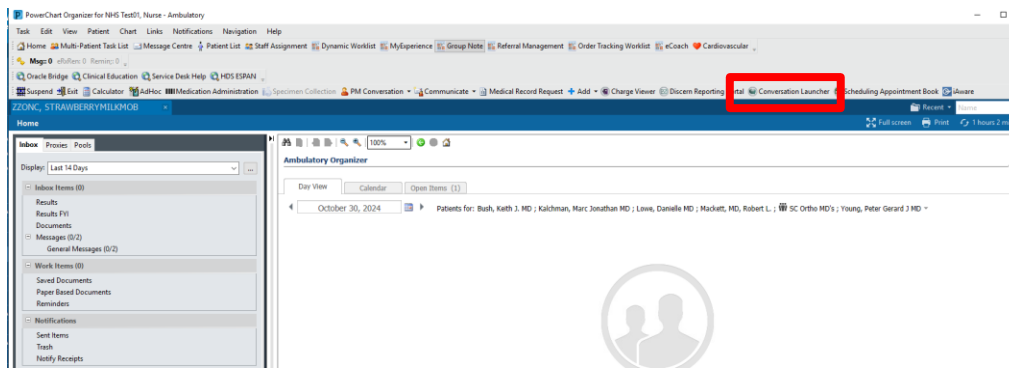 PowerChart Organizer for NHS Test01, Nurse - Ambulatory
Task Edit View Patient Chart Links Notifications Navigation Help
Home Multi-Patient Task List Message Centre Patient List Staff Assignment Dynamic Worklist MyExperience Group Note Referral Management Order Tracking Worklist eCoach Cardiovascular
Msg: 0 eRxRen: 0 Remin: 0
Oracle Bridge Clinical Education Service Desk Help HDS ESPAN
Suspend Exit Calculator AdHoc Medication Administration Specimen Collection PM Conversation Communicate Medical Record Request Add Charge Viewer Discern Reporting Portal Conversation Launcher Scheduling Appointment Book iAware
ZZONC, STRAWBERRYMILKMOB × Recent Name
Home Full screen Print 1 hours 2
Inbox Proxies Pools 100%
Ambulatory Organizer
Display: Last 14 Days ...
Inbox Items (0) Day View Calendar Open Items (1)
Results October 30, 2024 Patients for: Bush, Keith J. MD ; Kalchman, Marc Jonathan MD ; Lowe, Danielle MD ; Mackett, MD, Robert L. ; SC Ortho MD's ; Young, Peter Gerard J MD
Results FYI
Documents
Messages (0/2)
General Messages (0/2)
Work Items (0)
Saved Documents
Paper Based Documents
Reminders
Notifications
Sent Items
Trash
Notify Receipts